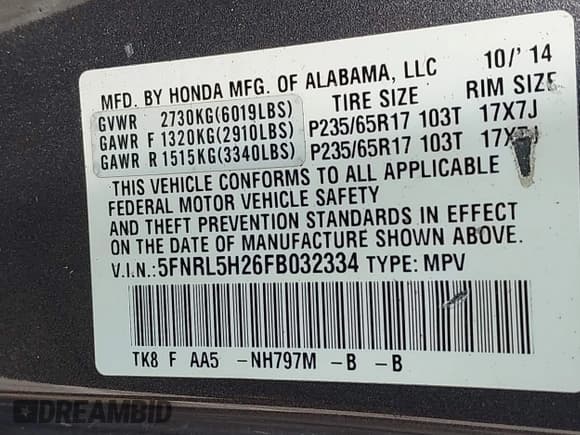 MFD. BY HONDA MFG. OF ALABAMA, LLC 10/'14
TIRE SIZE RIM SIZE
GVWR 2730KG(6019LBS)
GAWR F 1320KG(2910LBS) P235/65R17 103T 17X7J
GAWR R 1515KG(3340LBS) P235/65R17 103T
THIS VEHICLE CONFORMS TO ALL APPLICABLE
FEDERAL MOTOR VEHICLE SAFETY
AND THEFT PREVENTION STANDARDS IN EFFECT
ON THE DATE OF MANUFACTURE SHOWN ABOVE.
V.I.N.:5FNRL5H26FB032334 TYPE: MPV
TK8 F AA5 -NH797M -B -B
DREAMBID